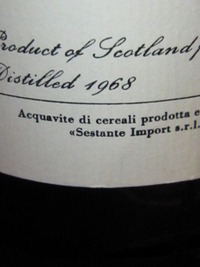 Product of Scotland
Distilled 1968
Acquavite di cereali prodotta e
«Sestante Import s.r.l.